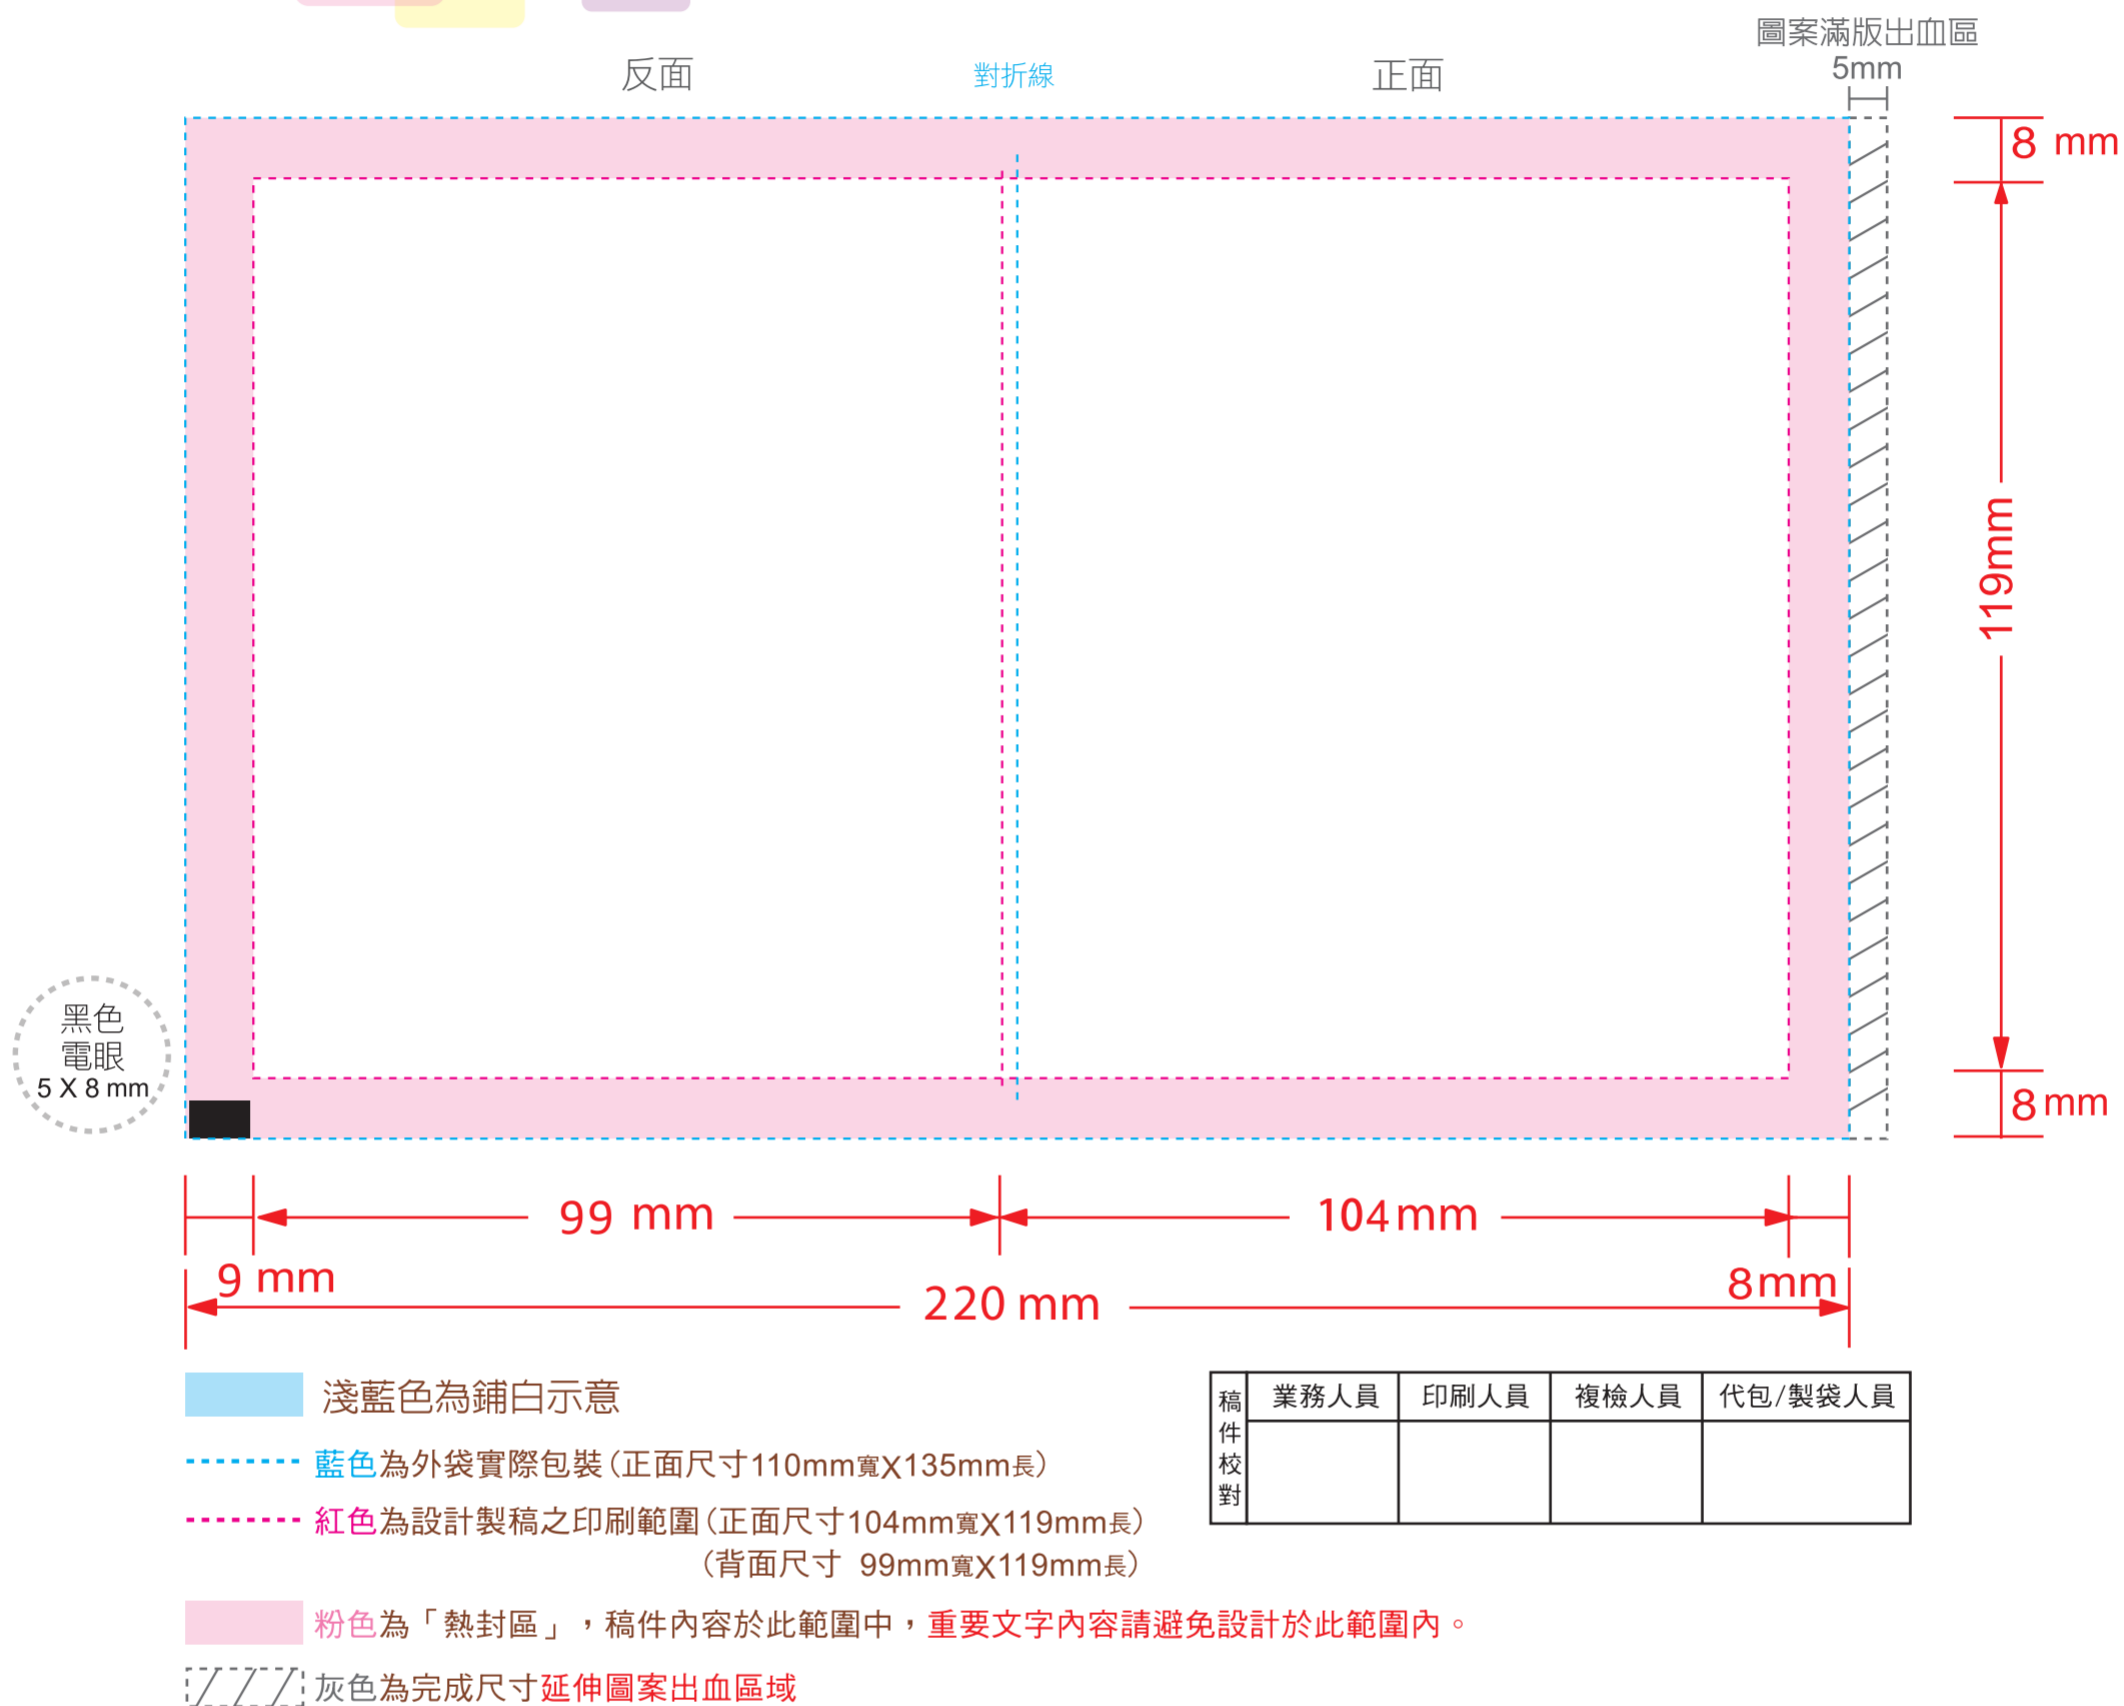 圖案滿版出血區
5mm
反面
對折線
正面
8 mm
119mm
8mm
黑色
電眼
5 X 8 mm
99 mm
104mm
9 mm
8mm
220 mm
淺藍色為鋪白示意
藍色為外袋實際包裝(正面尺寸110mm寬X135mm長)
紅色為設計製稿之印刷範圍(正面尺寸104mm寬X119mm長)
(背面尺寸 99mm寬X119mm長)
粉色為「熱封區」，稿件內容於此範圍中，重要文字內容請避免設計於此範圍內。
灰色為完成尺寸延伸圖案出血區域
稿件校對
業務人員
印刷人員
複檢人員
代包/製袋人員